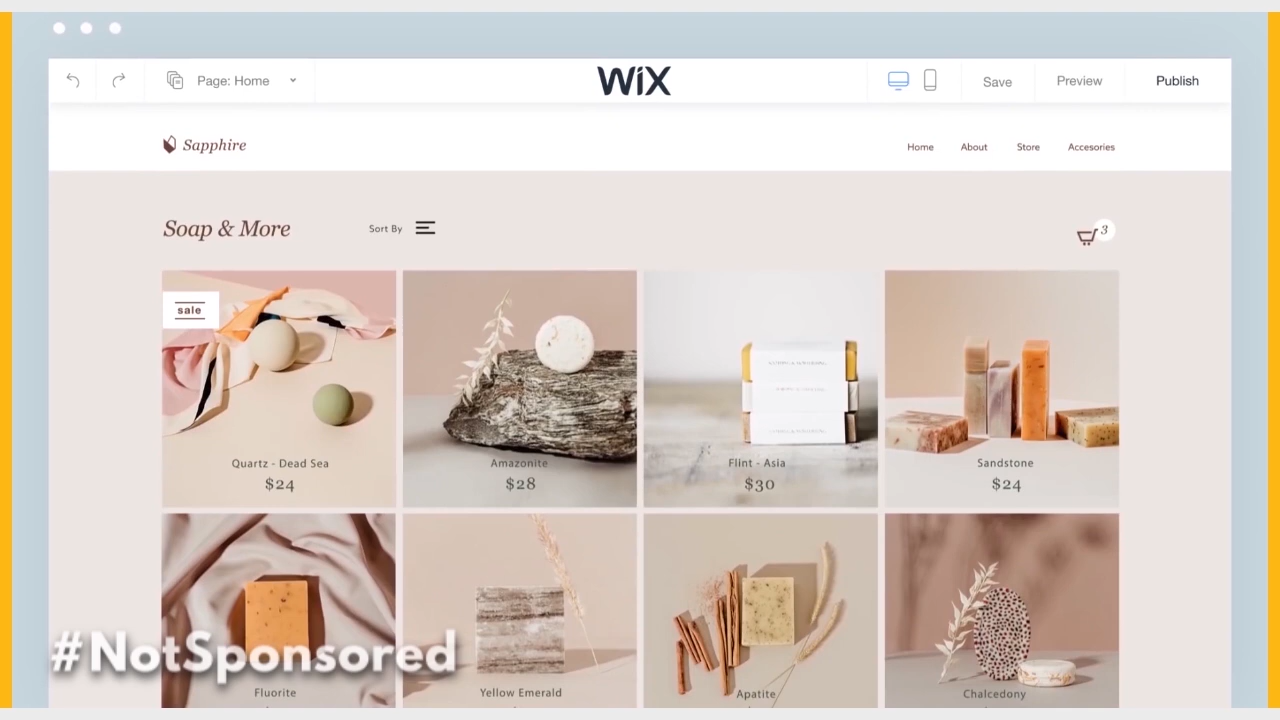 Page: Home
WiX
Save
Preview
Publish
Sapphire
Home
About
Store
Accesories
Soap & More
Sort By
3
sale
Quartz - Dead Sea
$24
Amazonite
$28
Flint - Asia
$30
Sandstone
$24
#NotSponsored
Fluorite
Yellow Emerald
Apatite
Chalcedony